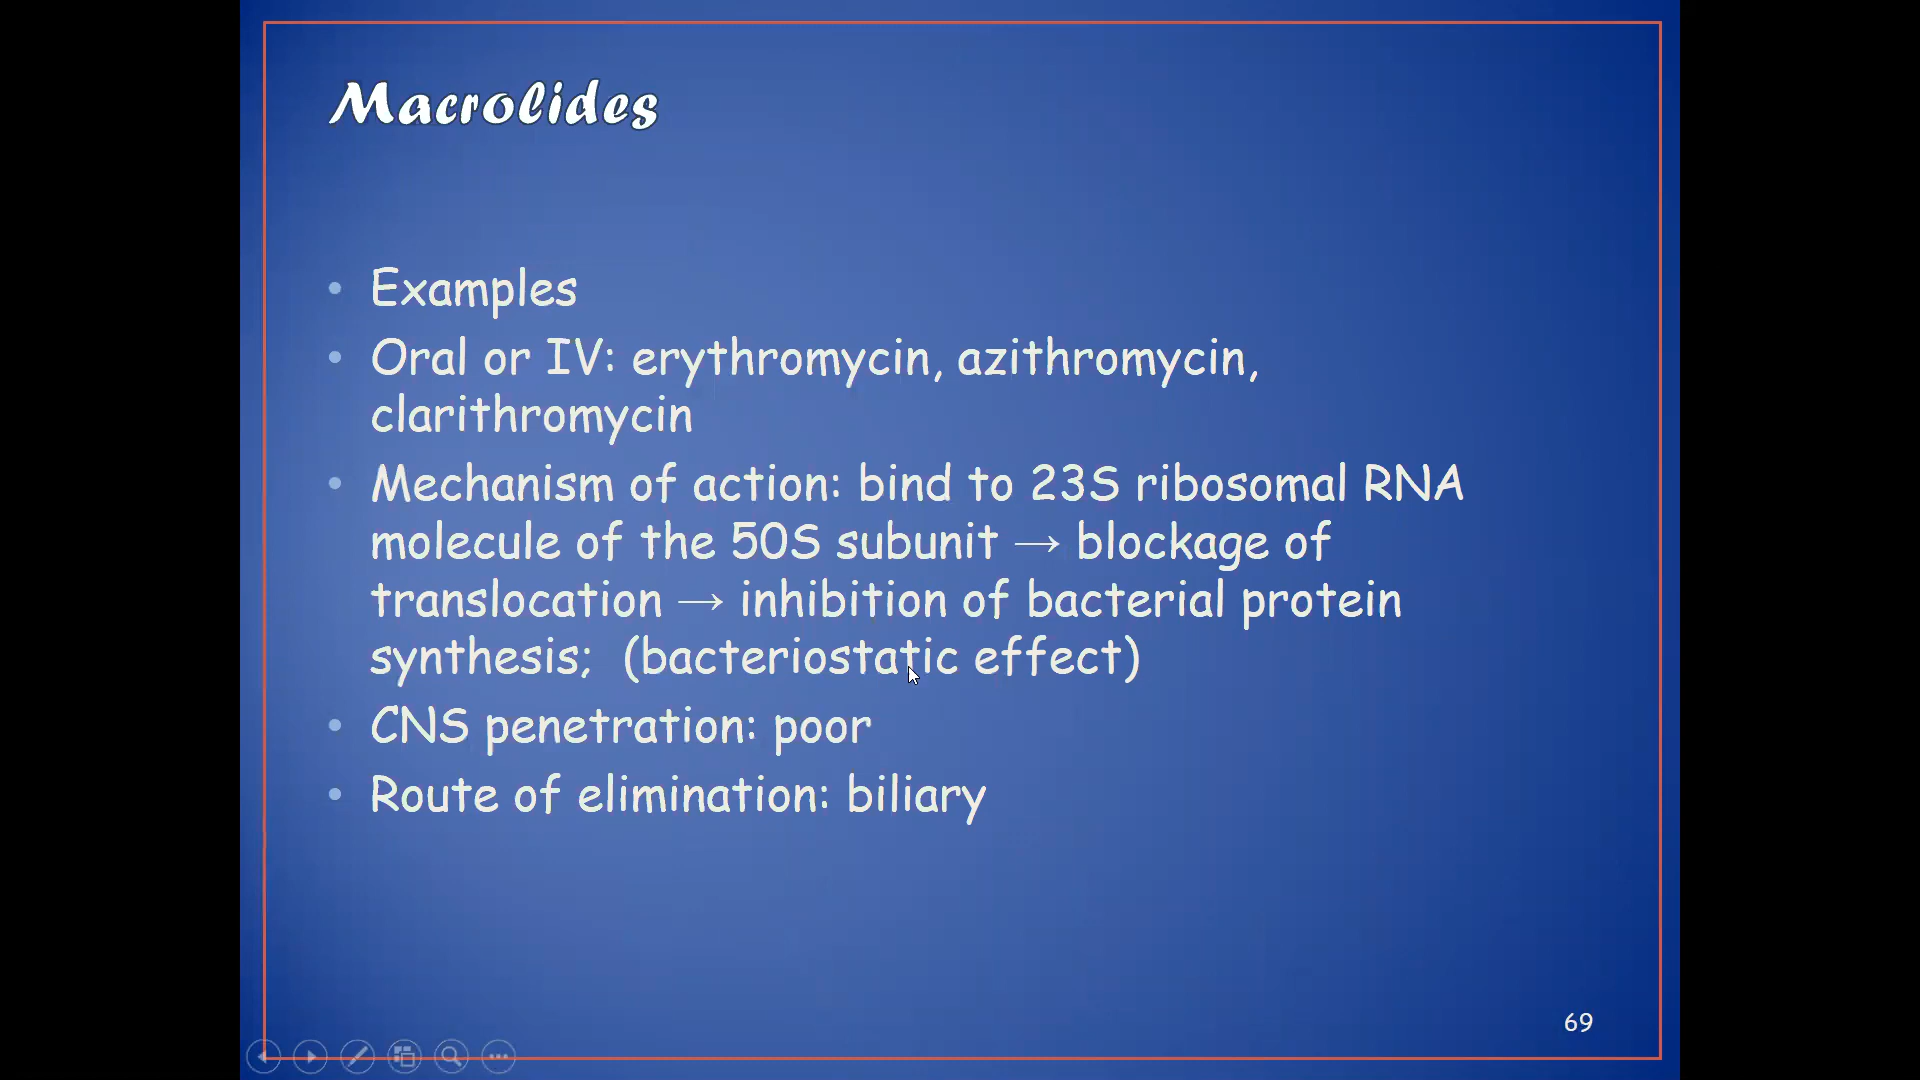 Macrolides
• Examples
• Oral or IV: erythromycin, azithromycin,
clarithromycin
• Mechanism of action: bind to 23S ribosomal RNA
molecule of the 50S subunit → blockage of
translocation → inhibition of bacterial protein
synthesis;  (bacteriostatic effect)
• CNS penetration: poor
• Route of elimination: biliary
69